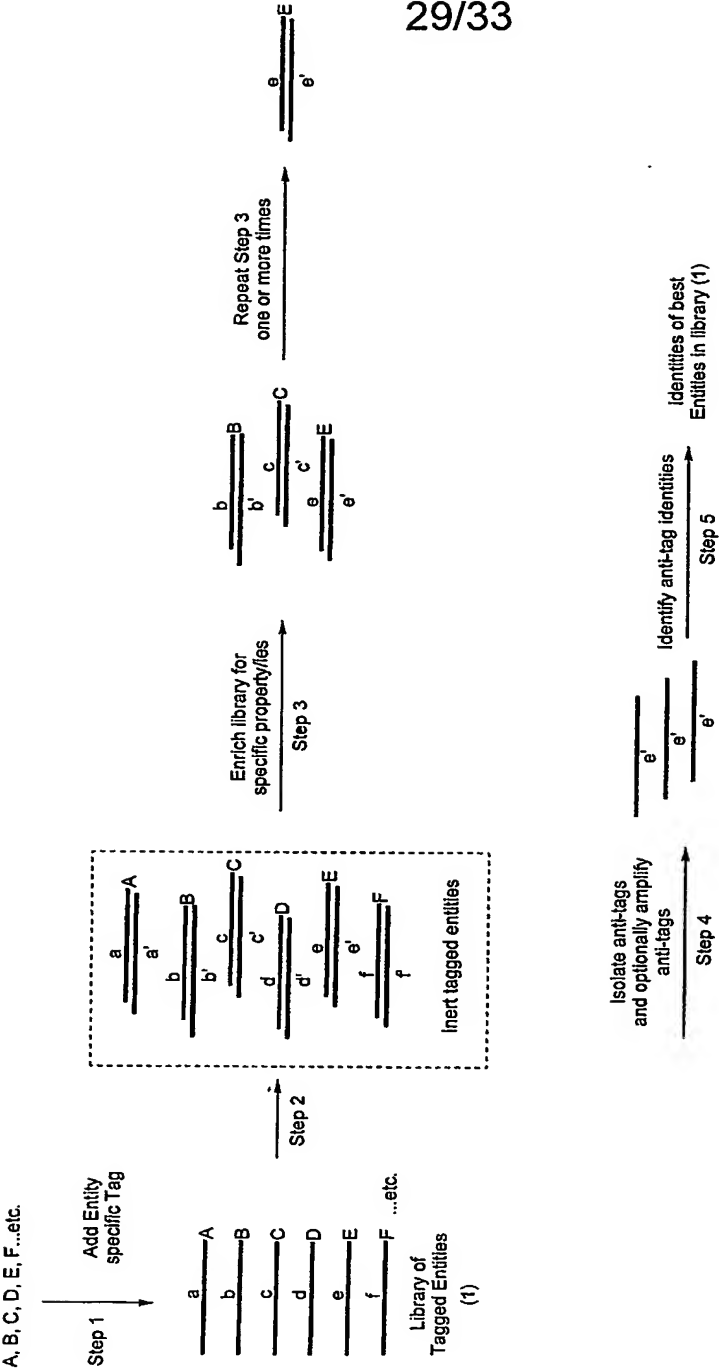 29/33
A, B, C, D, E, F...etc.
Step 1
Add Entity
specific Tag
a
A
b
B
c
C
d
D
e
E
f
F
...etc.
Library of
Tagged Entities
(1)
Step 2
a
A
a'
b
B
b'
c
C
c'
d
D
d'
e
E
e'
f
F
f'
Inert tagged entities
Enrich library for
specific property/ies
Step 3
b
B
b'
c
C
c'
e
E
e'
Repeat Step 3
one or more times
e
E
e'
Isolate anti-tags
and optionally amplify
anti-tags
Step 4
e'
e'
e'
Identify anti-tag identities
Step 5
Identities of best
Entities in library (1)